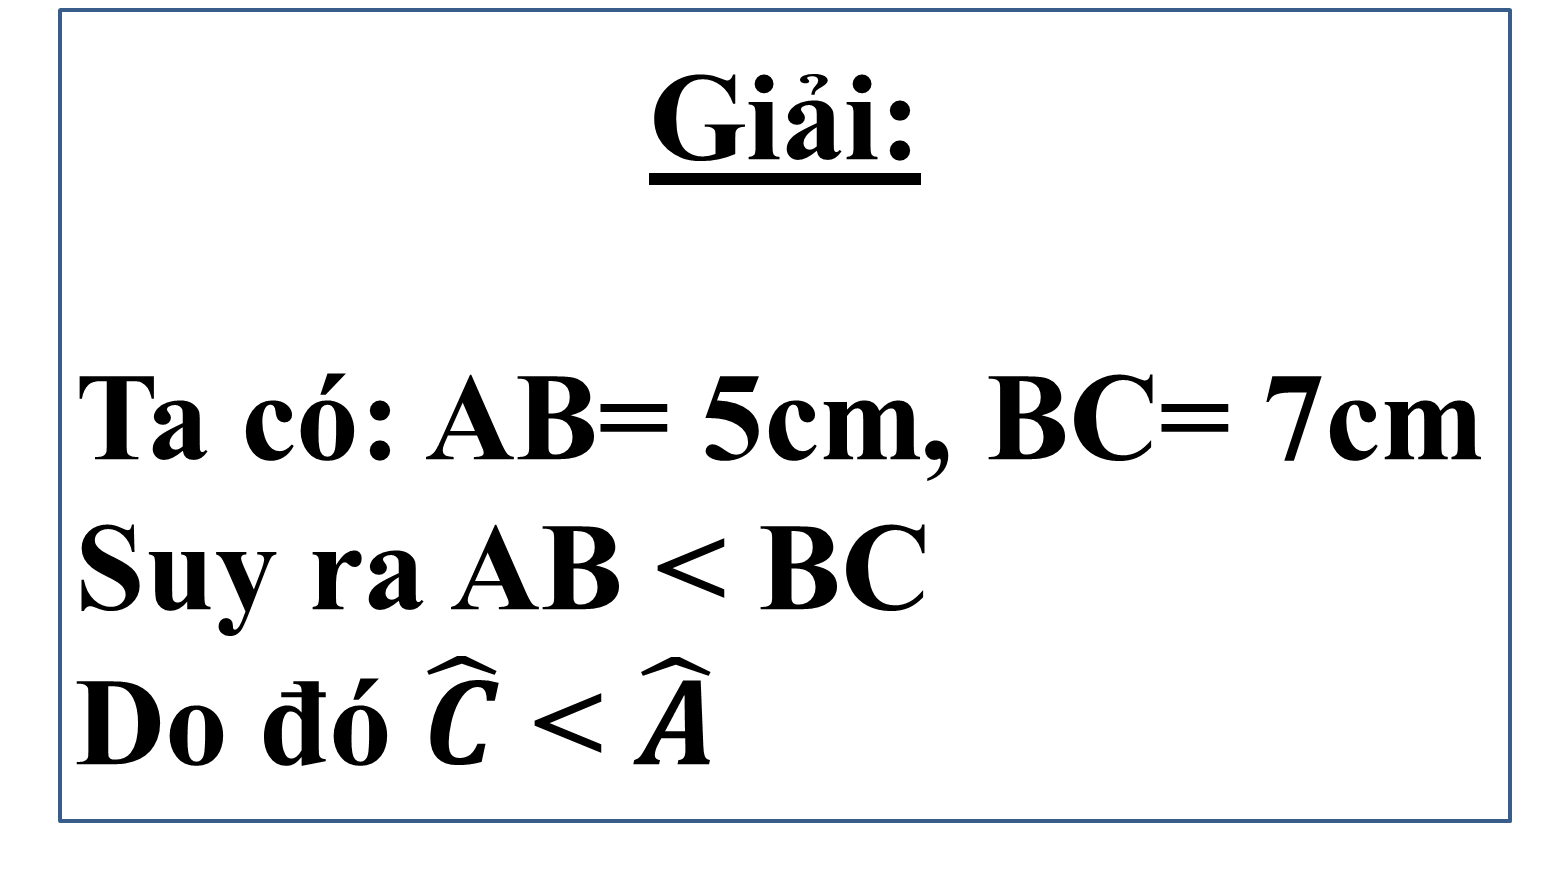 Giải:
Ta có: AB= 5cm, BC= 7cm
Suy ra AB < BC
Do đó Ĉ < Â